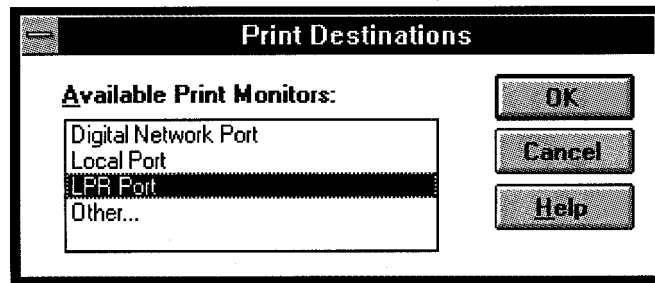 Print Destinations
Available Print Monitors:
Digital Network Port
Local Port
LPR Port
Other...
OK
Cancel
Help